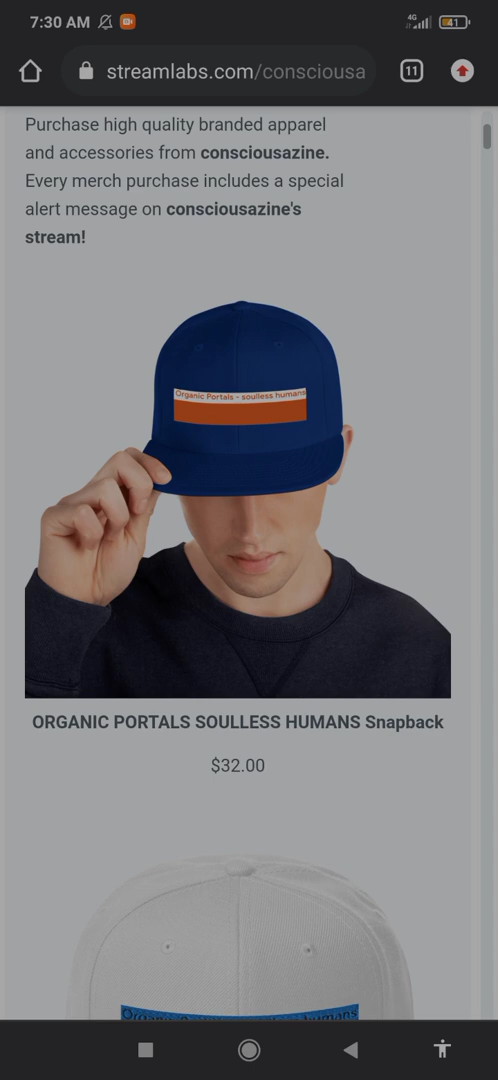 7:30 AM
4G
41
streamlabs.com/consciousa
11
Purchase high quality branded apparel
and accessories from consciousazine.
Every merch purchase includes a special
alert message on consciousazine's
stream!
Organic Portals - soulless humans
ORGANIC PORTALS SOULLESS HUMANS Snapback
$32.00